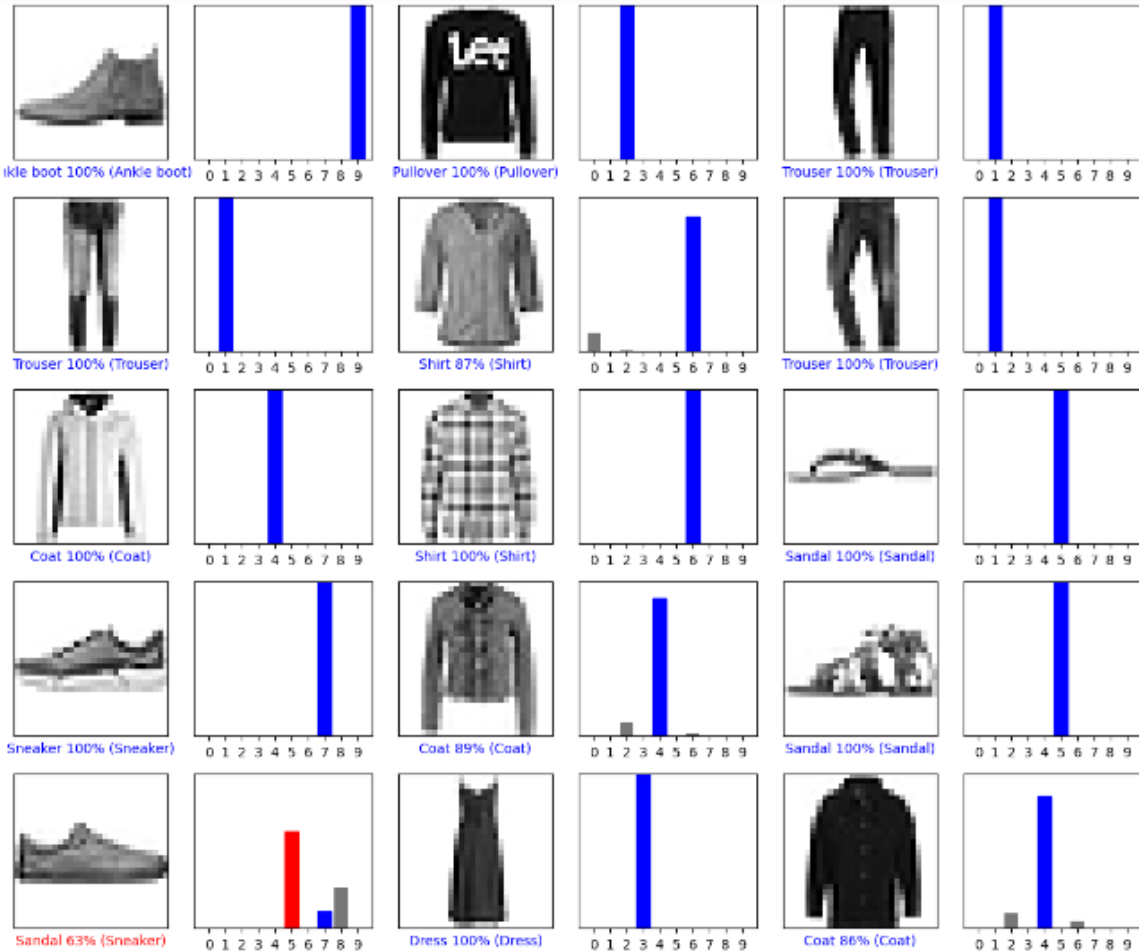 Lee
nkle boot 100% (Ankle boot)
0 1 2 3 4 5 6 7 8 9
Pullover 100% (Pullover)
0 1 2 3 4 5 6 7 8 9
Trouser 100% (Trouser)
0 1 2 3 4 5 6 7 8 9
Trouser 100% (Trouser)
0 1 2 3 4 5 6 7 8 9
Shirt 87% (Shirt)
0 1 2 3 4 5 6 7 8 9
Trouser 100% (Trouser)
0 1 2 3 4 5 6 7 8 9
Coat 100% (Coat)
0 1 2 3 4 5 6 7 8 9
Shirt 100% (Shirt)
0 1 2 3 4 5 6 7 8 9
Sandal 100% (Sandal)
0 1 2 3 4 5 6 7 8 9
Sneaker 100% (Sneaker)
0 1 2 3 4 5 6 7 8 9
Coat 89% (Coat)
0 1 2 3 4 5 6 7 8 9
Sandal 100% (Sandal)
0 1 2 3 4 5 6 7 8 9
Sandal 63% (Sneaker)
0 1 2 3 4 5 6 7 8 9
Dress 100% (Dress)
0 1 2 3 4 5 6 7 8 9
Coat 86% (Coat)
0 1 2 3 4 5 6 7 8 9